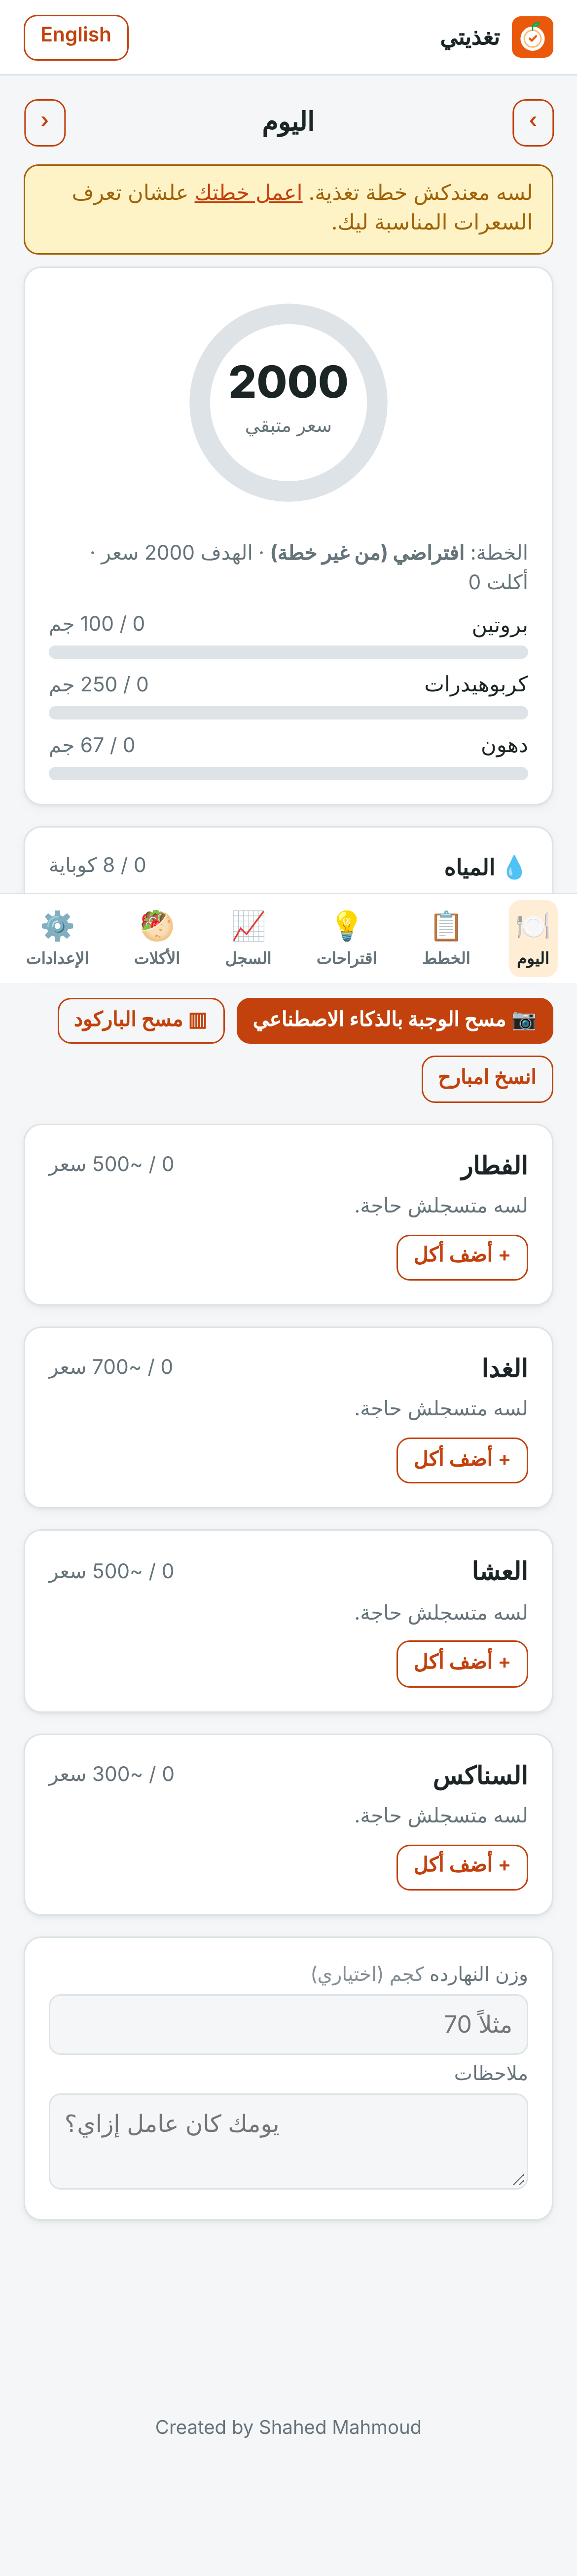 تغذيتي
English
اليوم
لسه معندكش خطة تغذية. اعمل خطتك علشان تعرف
السعرات المناسبة ليك.
2000
سعر متبقي
الخطة: افتراضي (من غير خطة) · الهدف 2000 سعر ·
أكلت 0
بروتين
0 / 100 جم
كربوهيدرات
0 / 250 جم
دهون
0 / 67 جم
💧 المياه
0 / 8 كوباية
اليوم
الخطط
اقتراحات
السجل
الأكلات
الإعدادات
📷 مسح الوجبة بالذكاء الاصطناعي
مسح الباركود
انسخ امبارح
الفطار
0 / ~500 سعر
لسه متسجلش حاجة.
+ أضف أكل
الغدا
0 / ~700 سعر
لسه متسجلش حاجة.
+ أضف أكل
العشا
0 / ~500 سعر
لسه متسجلش حاجة.
+ أضف أكل
السناكس
0 / ~300 سعر
لسه متسجلش حاجة.
+ أضف أكل
وزن النهارده كجم (اختياري)
مثلاً 70
ملاحظات
يومك كان عامل إزاي؟
Created by Shahed Mahmoud